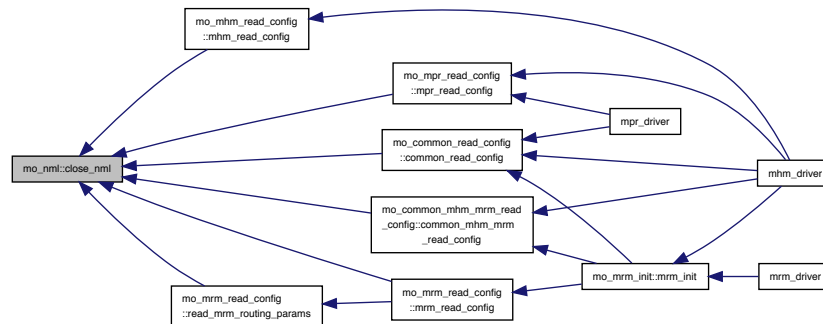 mo_mhm_read_config
::mhm_read_config
mo_mpr_read_config
::mpr_read_config
mpr_driver
mo_common_read_config
::common_read_config
mo_nml::close_nml
mhm_driver
mo_common_mhm_mrm_read
_config::common_mhm_mrm
_read_config
mo_mrm_init::mrm_init
mrm_driver
mo_mrm_read_config
::read_mrm_routing_params
mo_mrm_read_config
::mrm_read_config